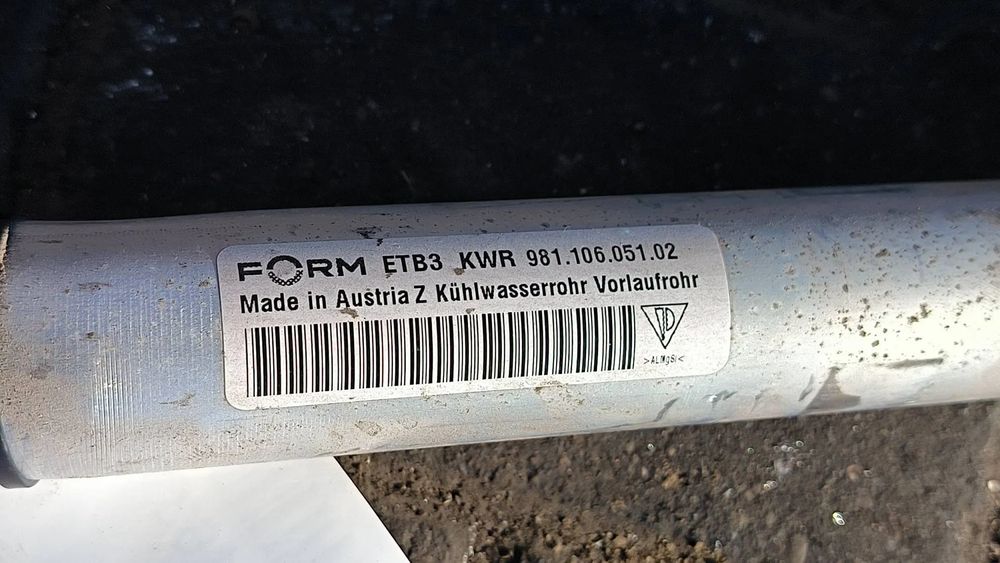 FORM ETB3 KWR 981.106.051.02
Made in Austria Z Kühlwasserrohr Vorlaufrohr
>ALMgSi<